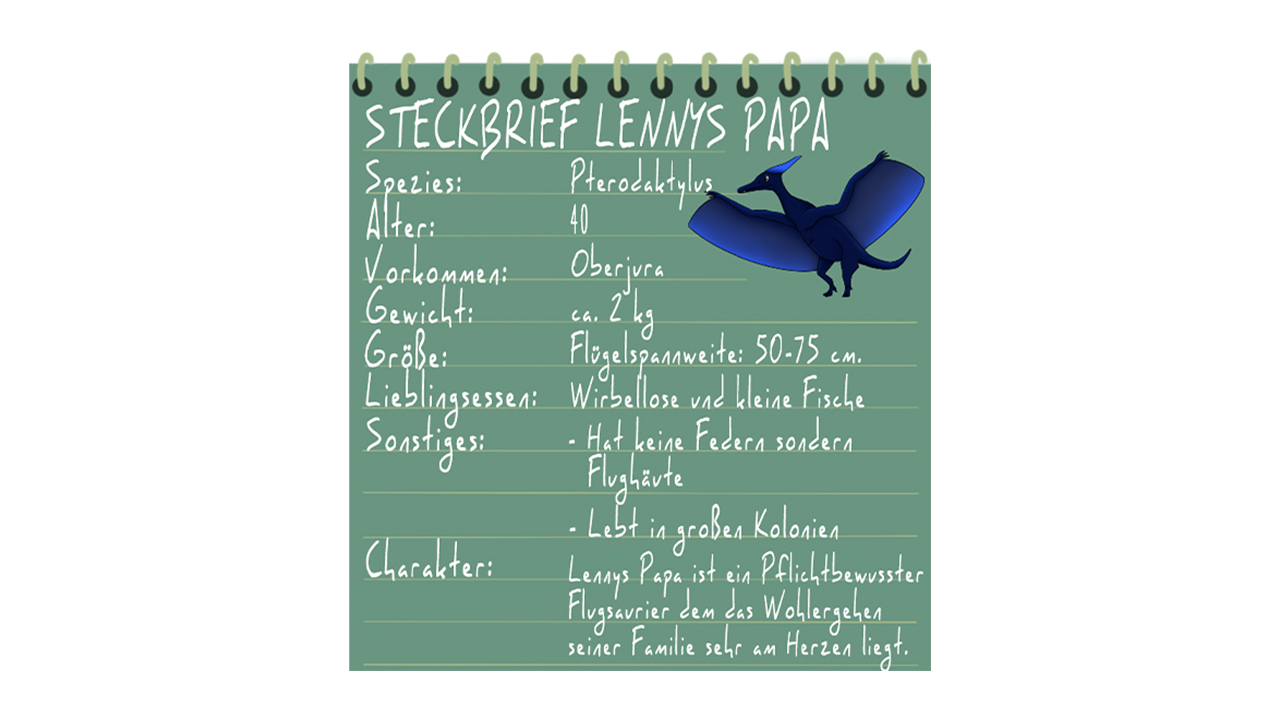 STECKBRIEF LENNYS PAPA
Spezies: Pterodaktylus
Alter: 40
Vorkommen: Oberjura
Gewicht: ca. 2 kg
Größe: Flügelspannweite: 50-75 cm.
Lieblingsessen: Wirbellose und kleine Fische
Sonstiges: - Hat keine Federn sondern
Flughäute
- Lebt in großen Kolonien
Charakter: Lennys Papa ist ein Pflichtbewusster
Flugsaurier dem das Wohlergehen
seiner Familie sehr am Herzen liegt.